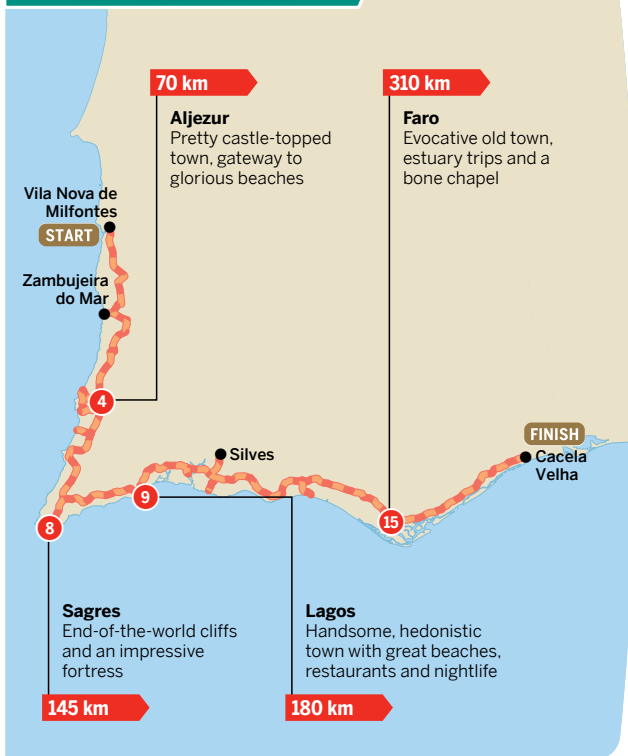 70 km
Aljezur
Pretty castle-topped
town, gateway to
glorious beaches
310 km
Faro
Evocative old town,
estuary trips and a
bone chapel
Vila Nova de
Milfontes
START
Zambujeira
do Mar
4
Silves
FINISH
Cacela
Velha
9
15
8
Sagres
End-of-the-world cliffs
and an impressive
fortress
145 km
Lagos
Handsome, hedonistic
town with great beaches,
restaurants and nightlife
180 km